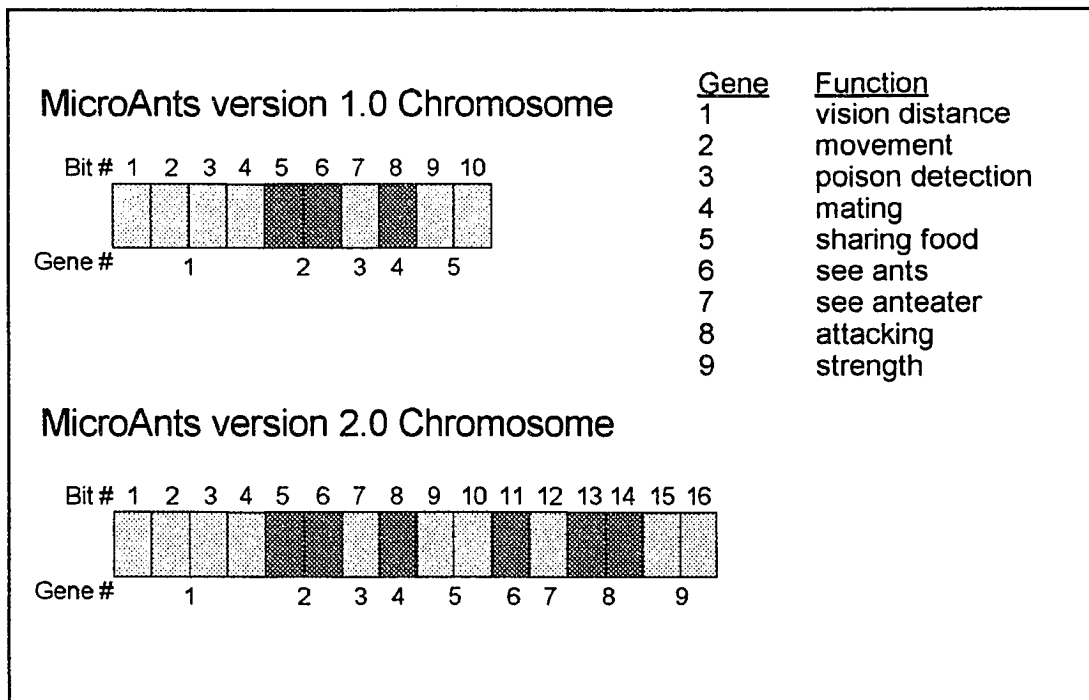 MicroAnts version 1.0 Chromosome
Bit # 1 2 3 4 5 6 7 8 9 10
Gene # 1 2 3 4 5
Gene Function
1 vision distance
2 movement
3 poison detection
4 mating
5 sharing food
6 see ants
7 see anteater
8 attacking
9 strength
MicroAnts version 2.0 Chromosome
Bit # 1 2 3 4 5 6 7 8 9 10 11 12 13 14 15 16
Gene # 1 2 3 4 5 6 7 8 9